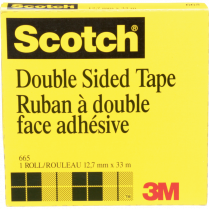 Scotch
Double Sided Tape
Ruban à double
face adhésive
665
1 ROLL/ROULEAU 12.7 mm x 33 m
3M